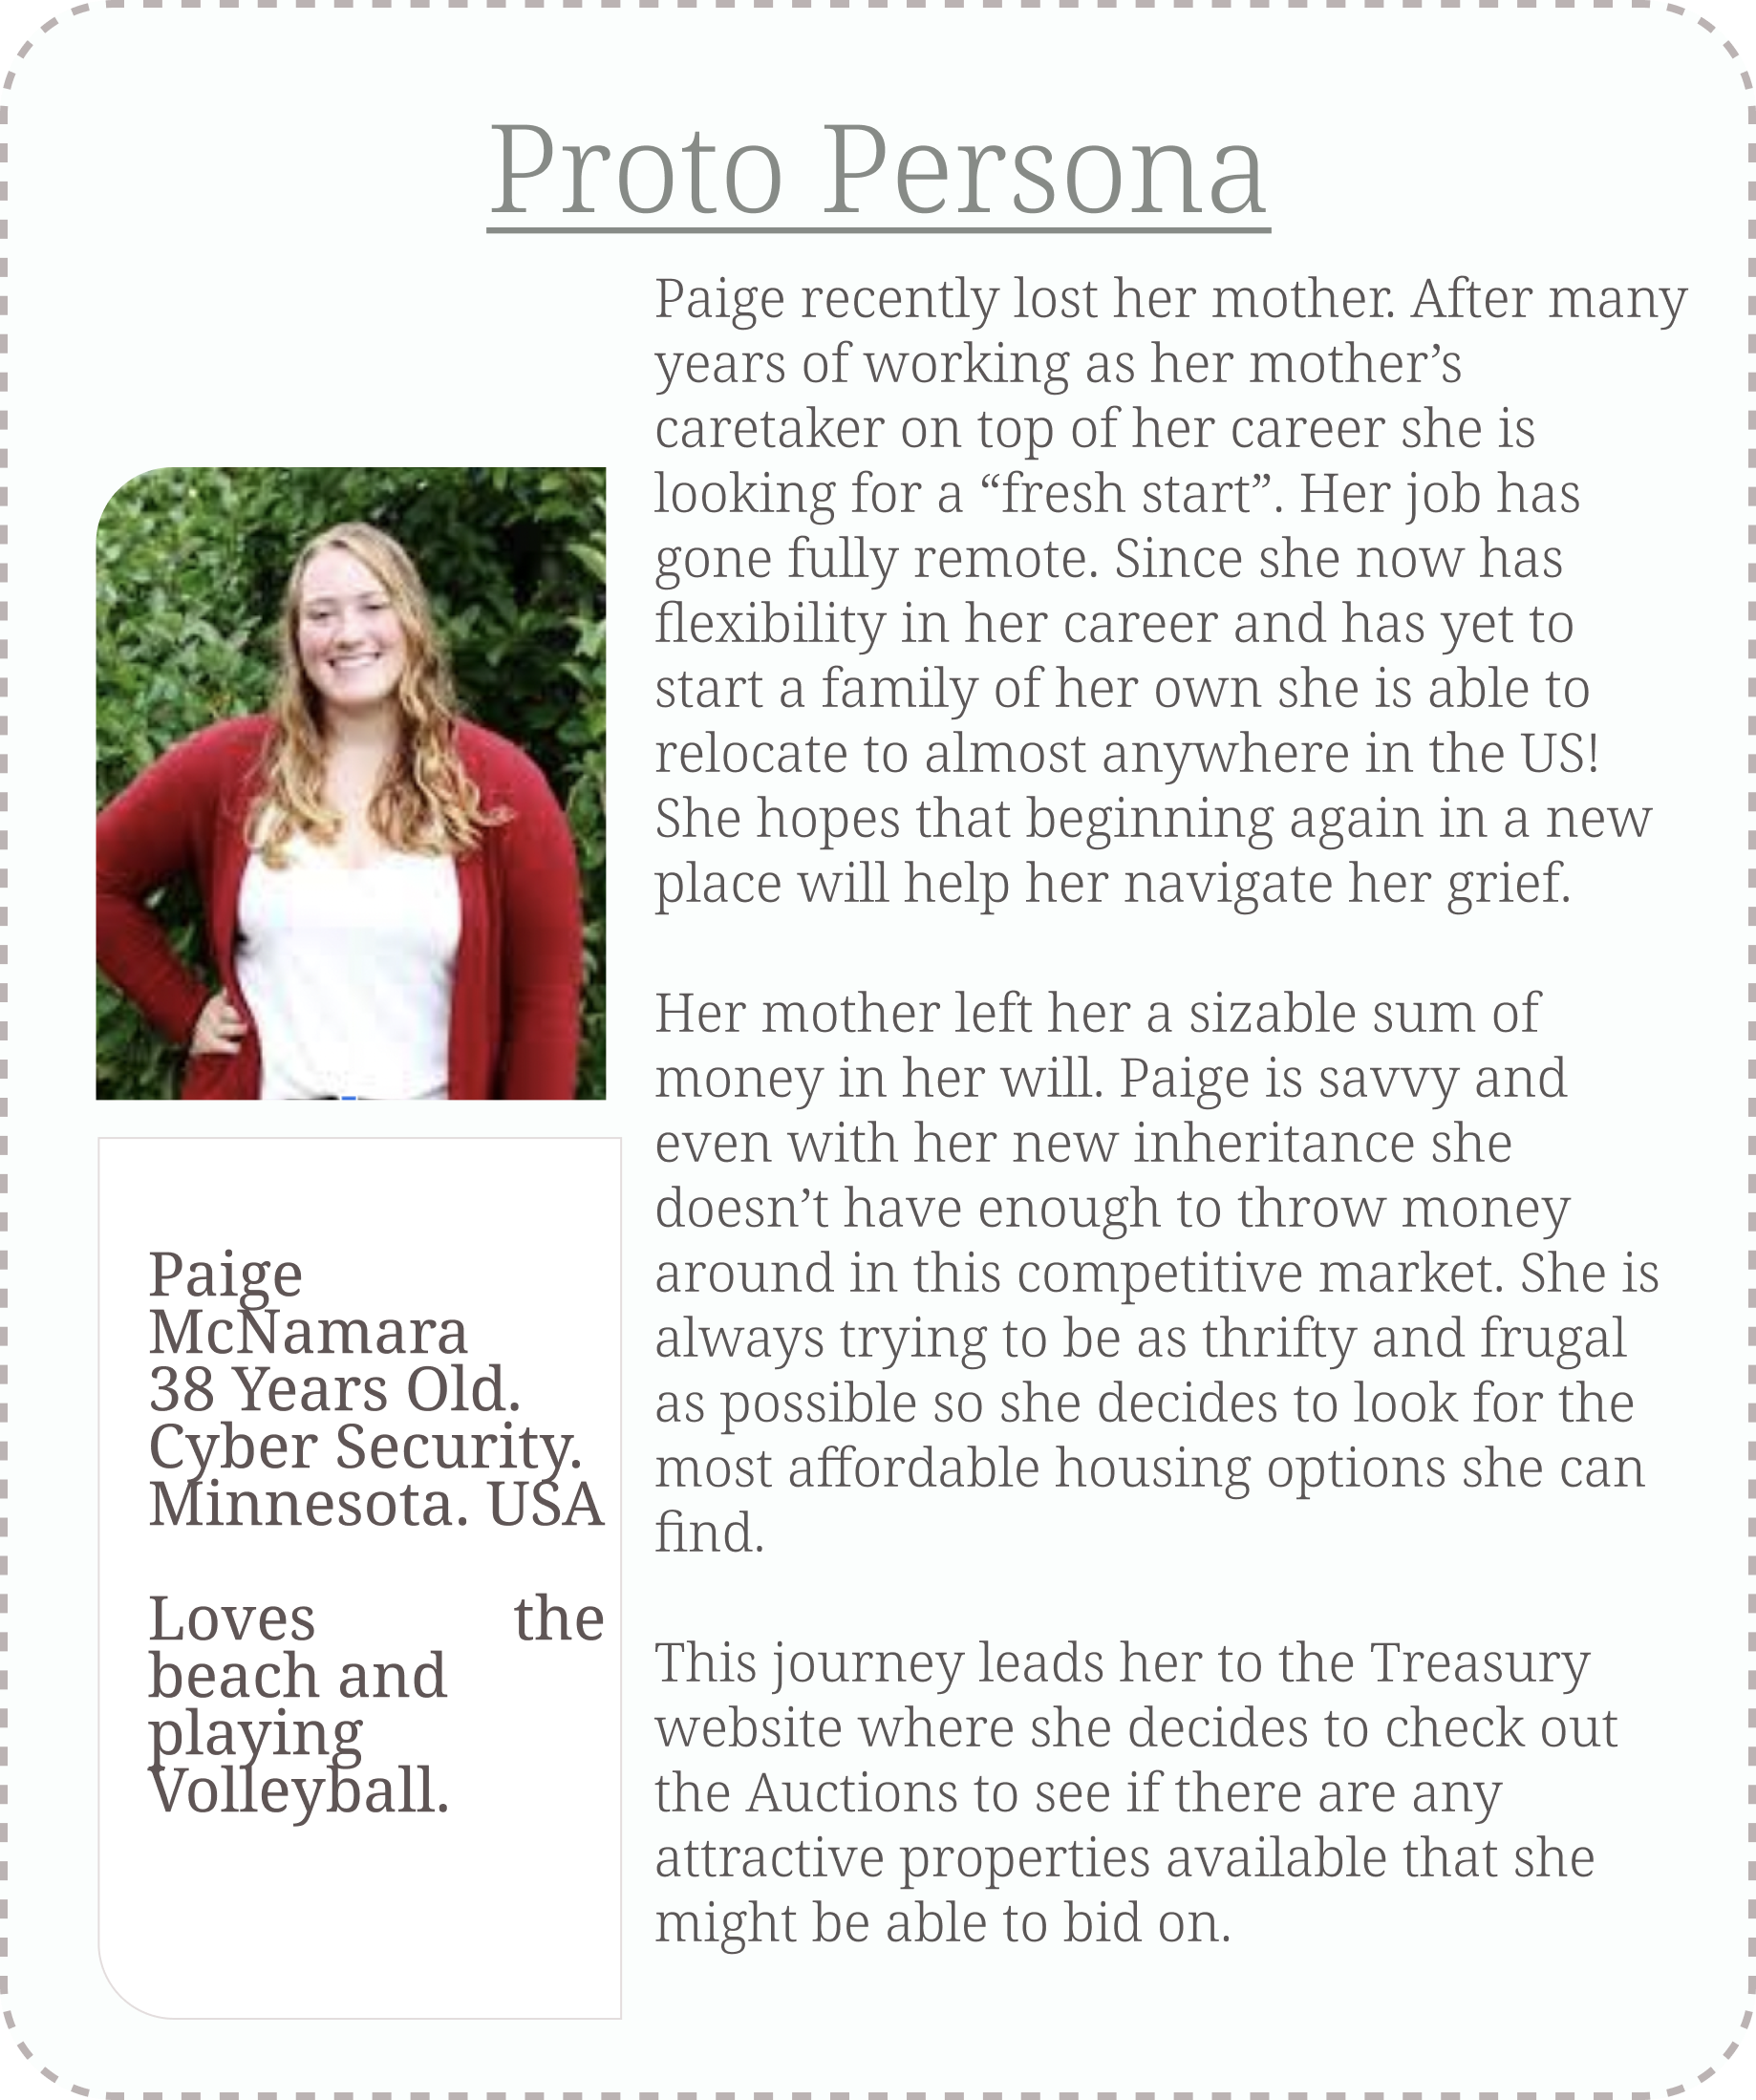 Proto Persona
Paige recently lost her mother. After many
years of working as her mother’s
caretaker on top of her career she is
looking for a “fresh start”. Her job has
gone fully remote. Since she now has
flexibility in her career and has yet to
start a family of her own she is able to
relocate to almost anywhere in the US!
She hopes that beginning again in a new
place will help her navigate her grief.
Her mother left her a sizable sum of
money in her will. Paige is savvy and
even with her new inheritance she
doesn’t have enough to throw money
around in this competitive market. She is
always trying to be as thrifty and frugal
as possible so she decides to look for the
most affordable housing options she can
find.
This journey leads her to the Treasury
website where she decides to check out
the Auctions to see if there are any
attractive properties available that she
might be able to bid on.
Paige
McNamara
38 Years Old.
Cyber Security.
Minnesota. USA
Loves the
beach and
playing
Volleyball.